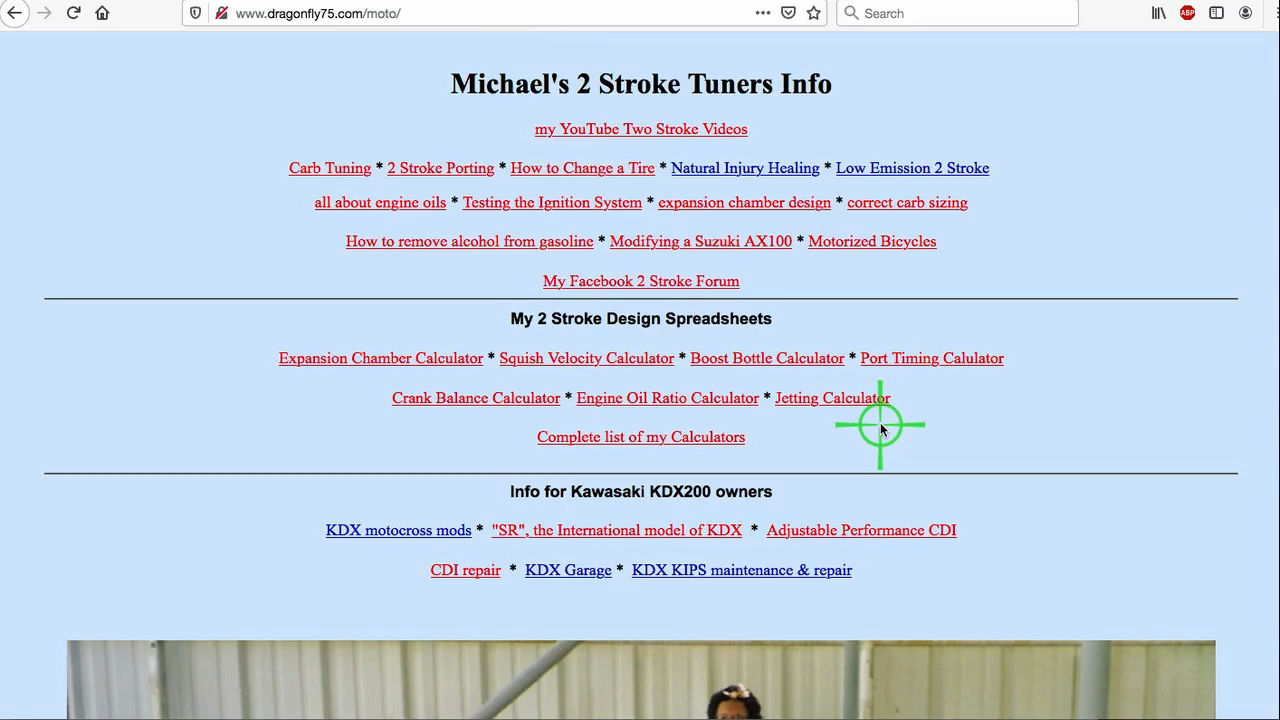 www.dragonfly75.com/moto/
Search
ABP
Michael's 2 Stroke Tuners Info
my YouTube Two Stroke Videos
Carb Tuning * 2 Stroke Porting * How to Change a Tire * Natural Injury Healing * Low Emission 2 Stroke
all about engine oils * Testing the Ignition System * expansion chamber design * correct carb sizing
How to remove alcohol from gasoline * Modifying a Suzuki AX100 * Motorized Bicycles
My Facebook 2 Stroke Forum
My 2 Stroke Design Spreadsheets
Expansion Chamber Calculator * Squish Velocity Calculator * Boost Bottle Calculator * Port Timing Calulator
Crank Balance Calculator * Engine Oil Ratio Calculator * Jetting Calculator
Complete list of my Calculators
Info for Kawasaki KDX200 owners
KDX motocross mods * "SR", the International model of KDX * Adjustable Performance CDI
CDI repair * KDX Garage * KDX KIPS maintenance & repair